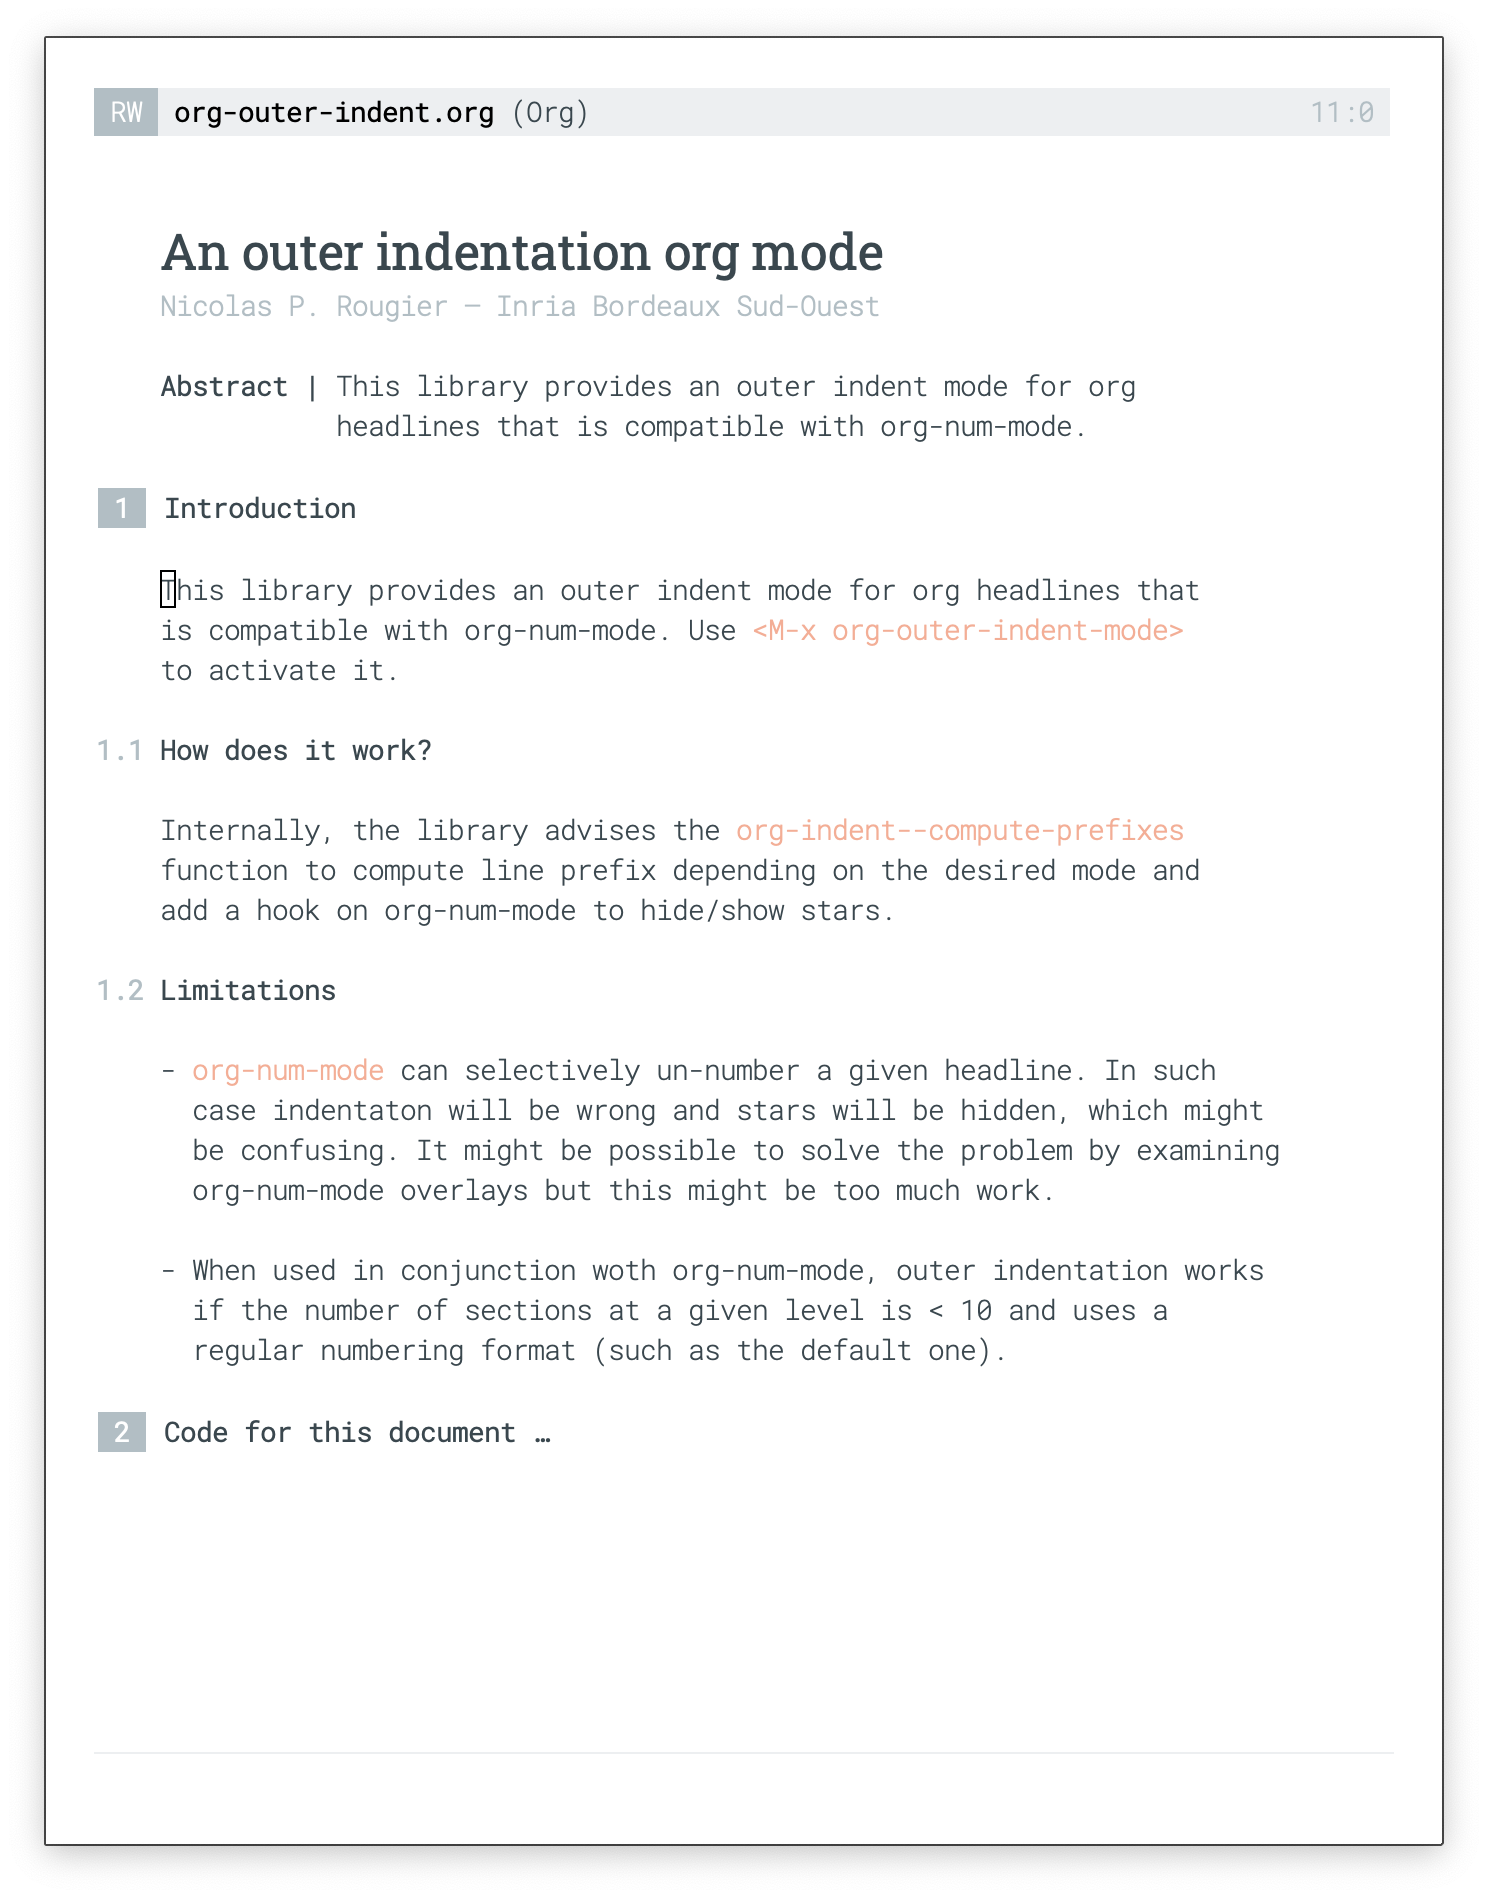 RW org-outer-indent.org (Org) 11:0
An outer indentation org mode
Nicolas P. Rougier — Inria Bordeaux Sud-Ouest
Abstract | This library provides an outer indent mode for org
headlines that is compatible with org-num-mode.
1 Introduction
This library provides an outer indent mode for org headlines that
is compatible with org-num-mode. Use <M-x org-outer-indent-mode>
to activate it.
1.1 How does it work?
Internally, the library advises the org-indent--compute-prefixes
function to compute line prefix depending on the desired mode and
add a hook on org-num-mode to hide/show stars.
1.2 Limitations
- org-num-mode can selectively un-number a given headline. In such
case indentaton will be wrong and stars will be hidden, which might
be confusing. It might be possible to solve the problem by examining
org-num-mode overlays but this might be too much work.
- When used in conjunction woth org-num-mode, outer indentation works
if the number of sections at a given level is < 10 and uses a
regular numbering format (such as the default one).
2 Code for this document …